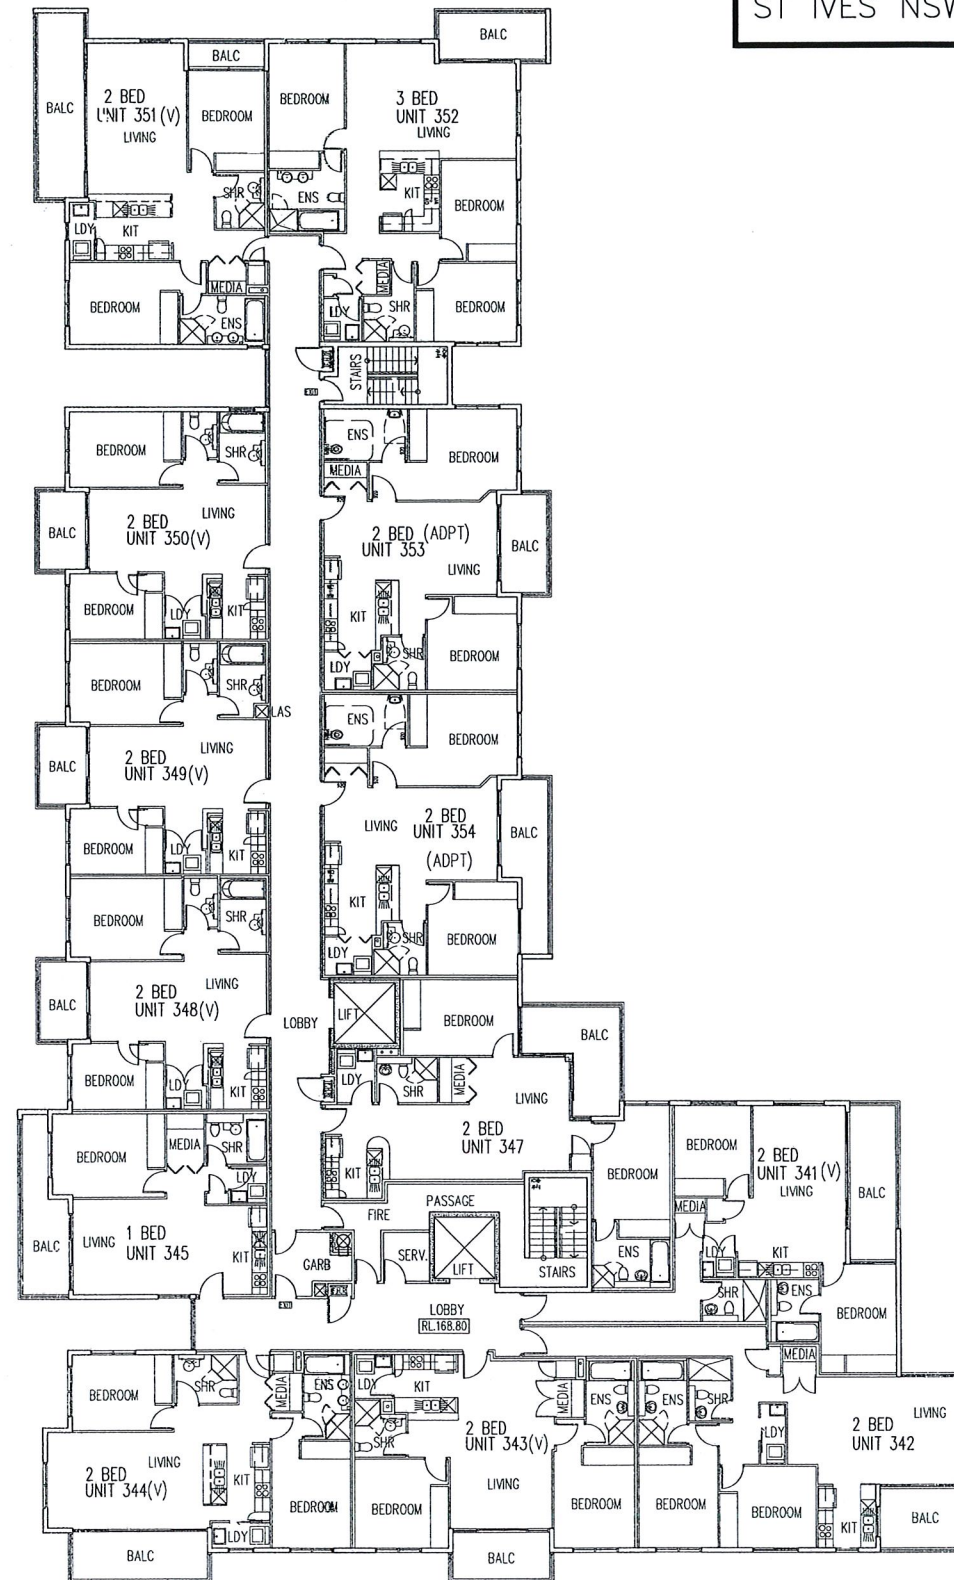 ST IVES NSW
BALC
BALC
2 BED
UNIT 351 (V)
LIVING
BALC
BEDROOM
BEDROOM
3 BED
UNIT 352
LIVING
SHR
ENS
KIT
BEDROOM
LDY
KIT
MEDIA
BEDROOM
ENS
MEDIA
LDY
SHR
BEDROOM
STAIRS
EXIT
BEDROOM
SHR
ENS
MEDIA
BEDROOM
BALC
LIVING
2 BED
UNIT 350(V)
2 BED (ADPT)
UNIT 353
LIVING
BALC
BEDROOM
LDY
KIT
KIT
BEDROOM
SHR
LDY
SHR
BEDROOM
LAS
ENS
BEDROOM
BALC
LIVING
2 BED
UNIT 349(V)
LIVING
2 BED
UNIT 354
(ADPT)
BALC
BEDROOM
LDY
KIT
KIT
BEDROOM
SHR
LDY
SHR
BEDROOM
BALC
LIVING
2 BED
UNIT 348(V)
LOBBY
LIFT
BEDROOM
BALC
BEDROOM
LDY
KIT
LDY
SHR
MEDIA
LIVING
2 BED
UNIT 347
KIT
BEDROOM
MEDIA
SHR
LDY
BALC
LIVING
1 BED
UNIT 345
KIT
FIRE
PASSAGE
GARB
SERV.
LIFT
STAIRS
BEDROOM
ENS
BEDROOM
2 BED
UNIT 341(V)
LIVING
BALC
MEDIA
LDY
KIT
SHR
ENS
BEDROOM
EXIT
LOBBY
RL.168.80
MEDIA
BEDROOM
SHR
MEDIA
ENS
LDY
KIT
MEDIA
ENS
ENS
SHR
LIVING
2 BED
UNIT 344(V)
KIT
LDY
BEDROOM
BALC
SHR
2 BED
UNIT 343(V)
LIVING
BEDROOM
BEDROOM
BALC
BEDROOM
LDY
2 BED
UNIT 342
LIVING
BEDROOM
KIT
BALC